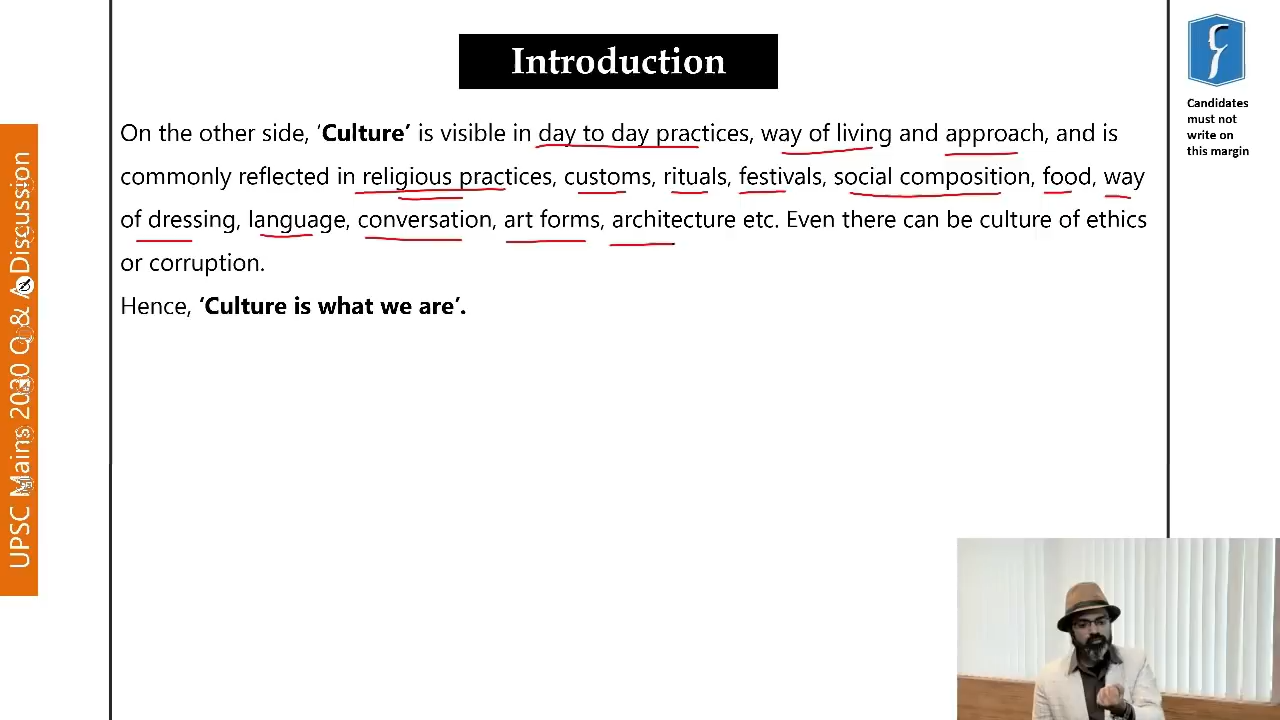 Introduction
On the other side, ‘Culture’ is visible in day to day practices, way of living and approach, and is
commonly reflected in religious practices, customs, rituals, festivals, social composition, food, way
of dressing, language, conversation, art forms, architecture etc. Even there can be culture of ethics
or corruption.
Hence, ‘Culture is what we are’.
Candidates
must not
write on
this margin
UPSC Mains 2020 Q & A Discussion